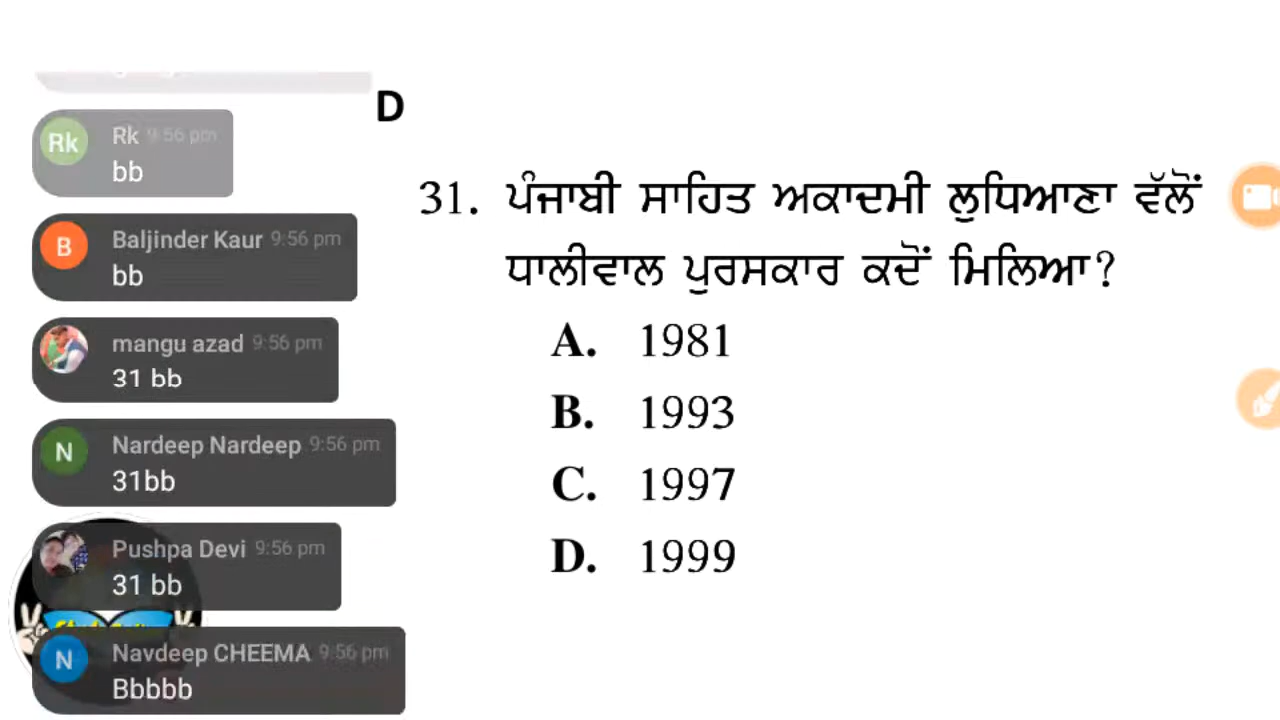 D
Rk
Rk 9:56 pm
bb
B
Baljinder Kaur 9:56 pm
bb
mangu azad 9:56 pm
31 bb
N
Nardeep Nardeep 9:56 pm
31bb
Pushpa Devi 9:56 pm
31 bb
N
Navdeep CHEEMA 9:56 pm
Bbbbb
31. ਪੰਜਾਬੀ ਸਾਹਿਤ ਅਕਾਦਮੀ ਲੁਧਿਆਣਾ ਵੱਲੋਂ
ਧਾਲੀਵਾਲ ਪੁਰਸਕਾਰ ਕਦੋਂ ਮਿਲਿਆ?
A. 1981
B. 1993
C. 1997
D. 1999